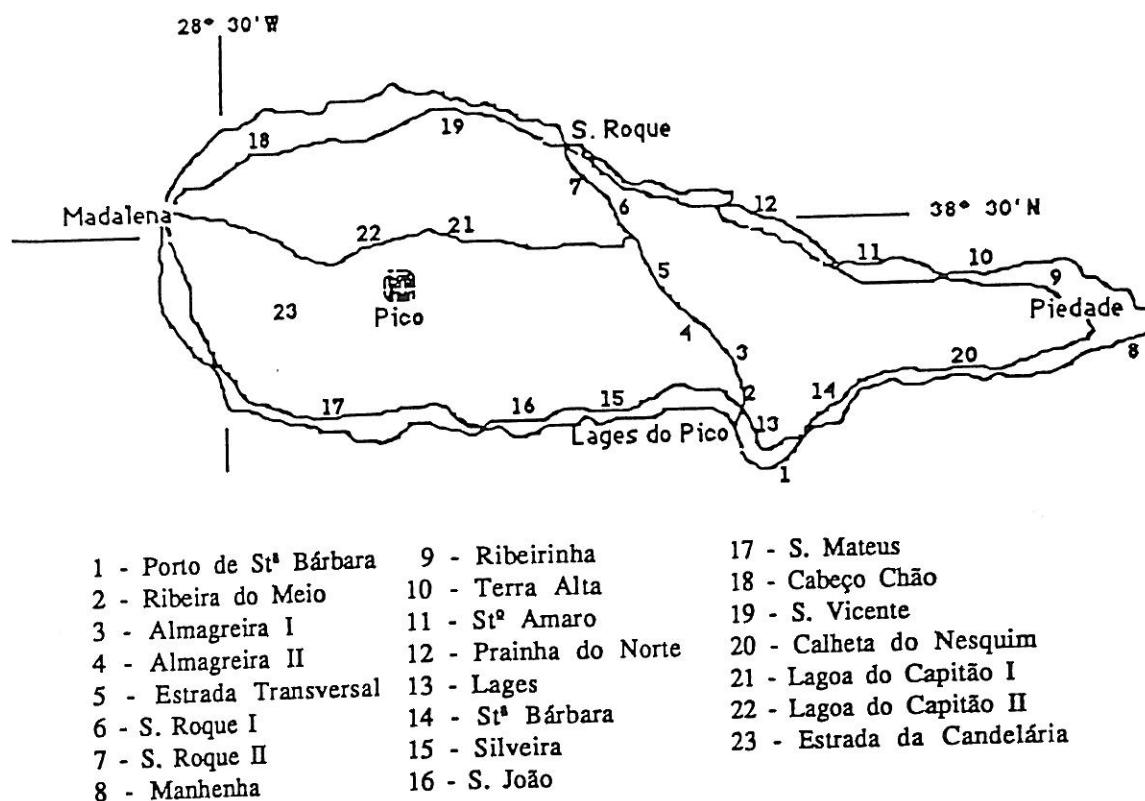 28° 30'W
19
18
S. Roque
7
12
6
Madalena
38° 30'N
22
21
11
10
5
9
23
Pico
Piedade
4
3
8
20
2
14
17
16
15
13
Lages do Pico
1
1 - Porto de Stª Bárbara
2 - Ribeira do Meio
3 - Almagreira I
4 - Almagreira II
5 - Estrada Transversal
6 - S. Roque I
7 - S. Roque II
8 - Manhenha
9 - Ribeirinha
10 - Terra Alta
11 - Stº Amaro
12 - Prainha do Norte
13 - Lages
14 - Stª Bárbara
15 - Silveira
16 - S. João
17 - S. Mateus
18 - Cabeço Chão
19 - S. Vicente
20 - Calheta do Nesquim
21 - Lagoa do Capitão I
22 - Lagoa do Capitão II
23 - Estrada da Candelária